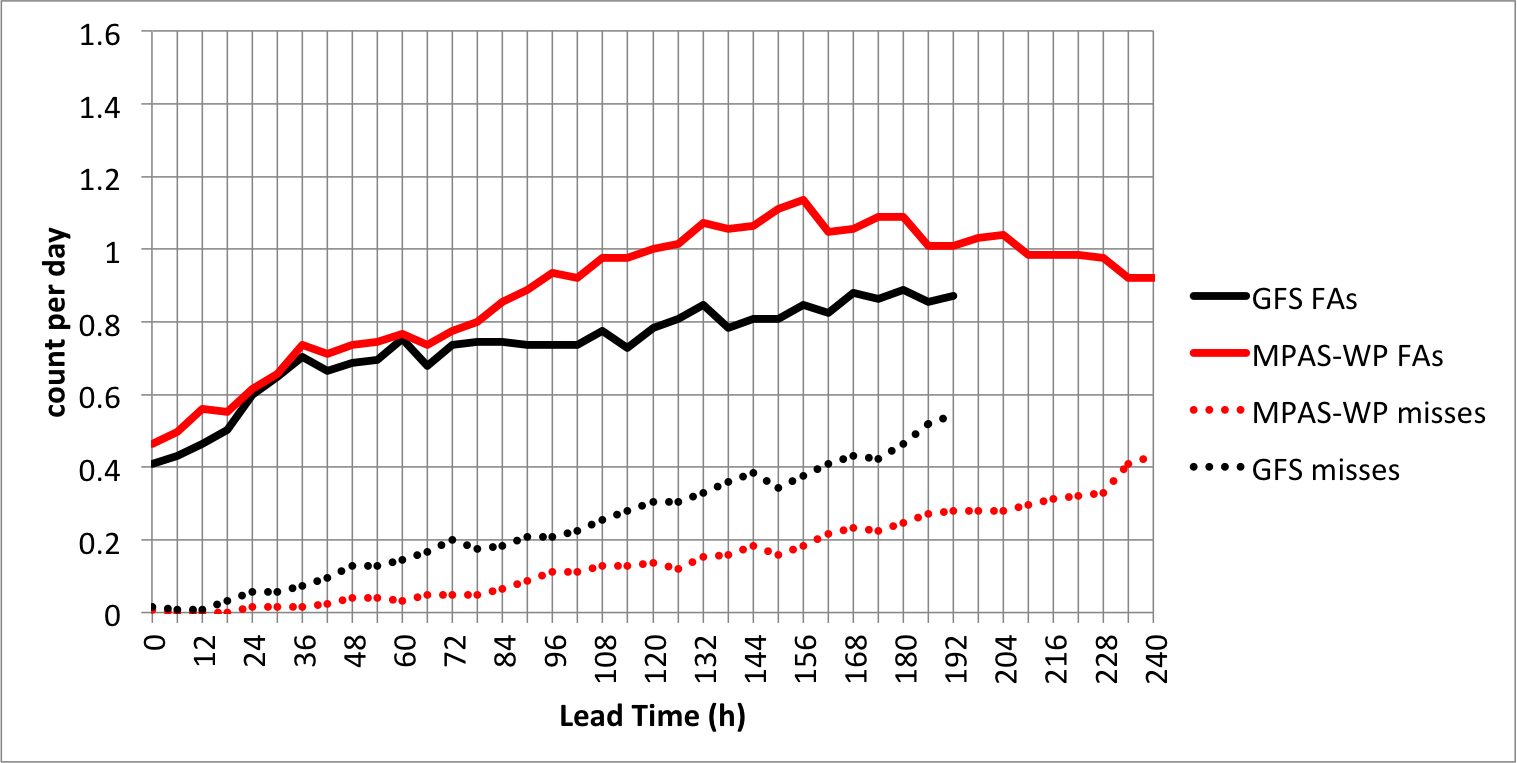 1.6
1.4
1.2
1
0.8
0.6
0.4
0.2
0
count per day
0 12 24 36 48 60 72 84 96 108 120 132 144 156 168 180 192 204 216 228 240
Lead Time (h)
GFS FAs
MPAS-WP FAs
MPAS-WP misses
GFS misses